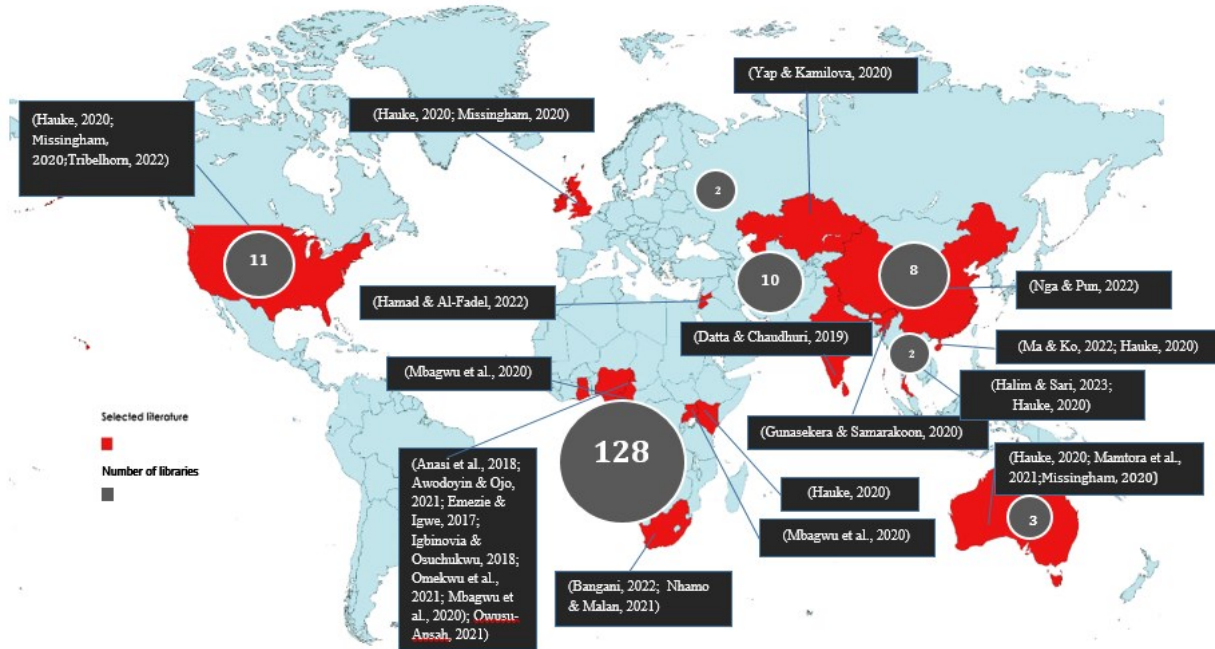 (Yap & Kamilova, 2020)
(Hauke, 2020;
Missingham,
2020;Tribelhorn, 2022)
(Hauke, 2020; Missingham, 2020)
2
11
10
8
(Hamad & Al-Fadel, 2022)
(Nga & Pun, 2022)
(Datta & Chaudhuri, 2019)
2
(Ma & Ko, 2022; Hauke, 2020)
(Mbagwu et al., 2020)
(Halim & Sari, 2023;
Hauke, 2020)
Selected literature
(Gunasekera & Samarakoon, 2020)
128
(Hauke, 2020; Mamtora et al.,
2021;Missingham, 2020)
Number of libraries
(Anasi et al., 2018;
Awodoyin & Ojo,
2021; Emezie &
Igwe, 2017;
Igbinovia &
Osuchukwu, 2018;
Omekwu et al.,
2021; Mbagwu et
al., 2020); Owusu-
Ansah, 2021)
(Hauke, 2020)
3
(Mbagwu et al., 2020)
(Bangani, 2022; Nhamo
& Malan, 2021)